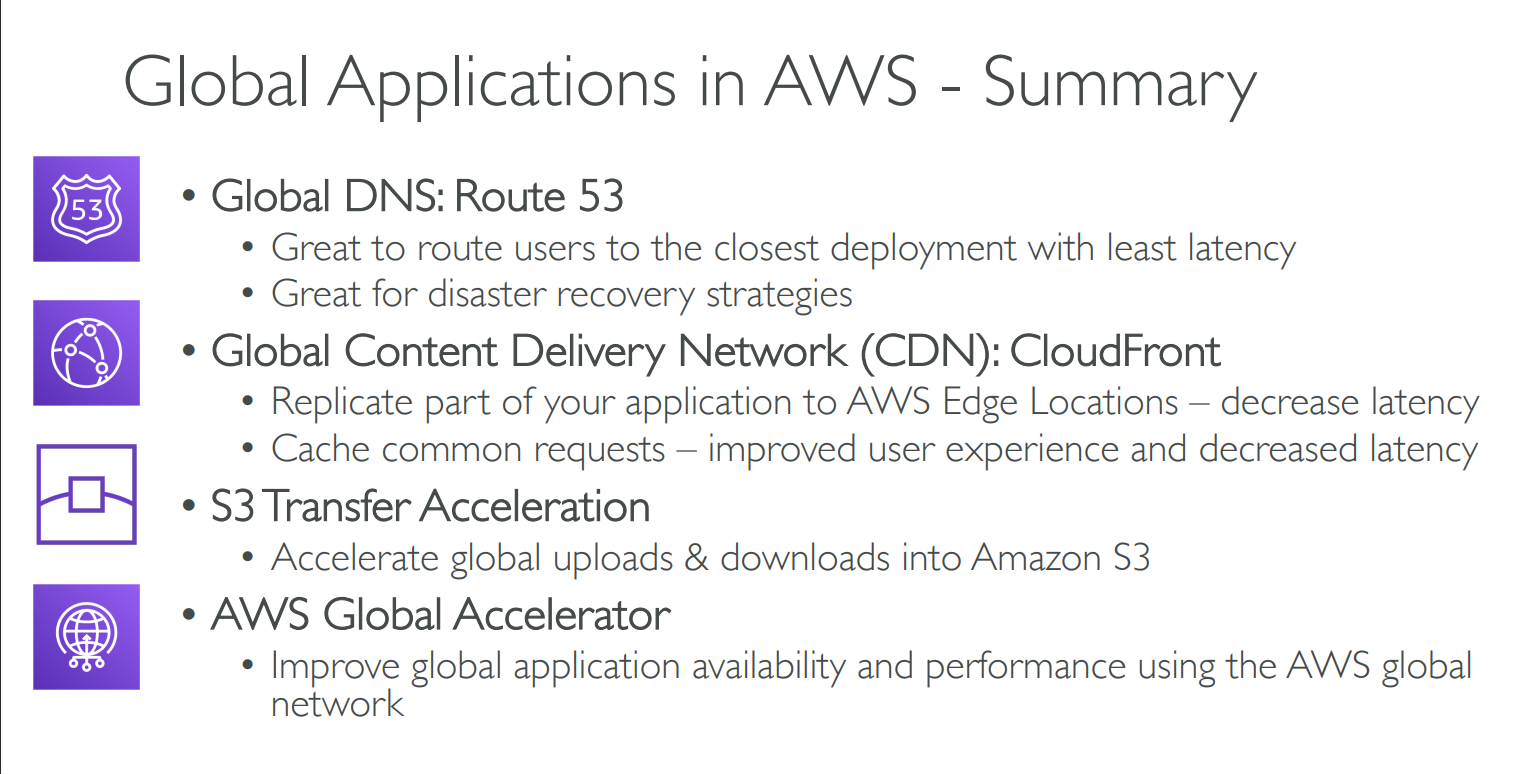 Global Applications in AWS - Summary
53
• Global DNS: Route 53
• Great to route users to the closest deployment with least latency
• Great for disaster recovery strategies
• Global Content Delivery Network (CDN): CloudFront
• Replicate part of your application to AWS Edge Locations – decrease latency
• Cache common requests – improved user experience and decreased latency
• S3 Transfer Acceleration
• Accelerate global uploads & downloads into Amazon S3
• AWS Global Accelerator
• Improve global application availability and performance using the AWS global
network